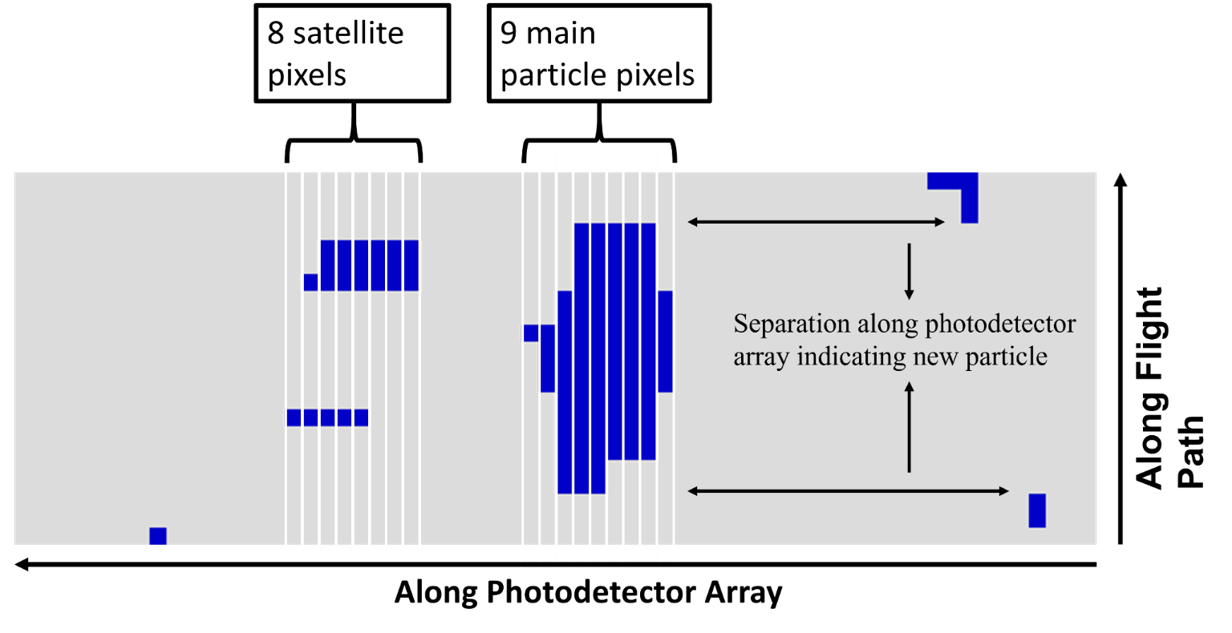 8 satellite
pixels
9 main
particle pixels
Separation along photodetector
array indicating new particle
Along Flight
Path
Along Photodetector Array